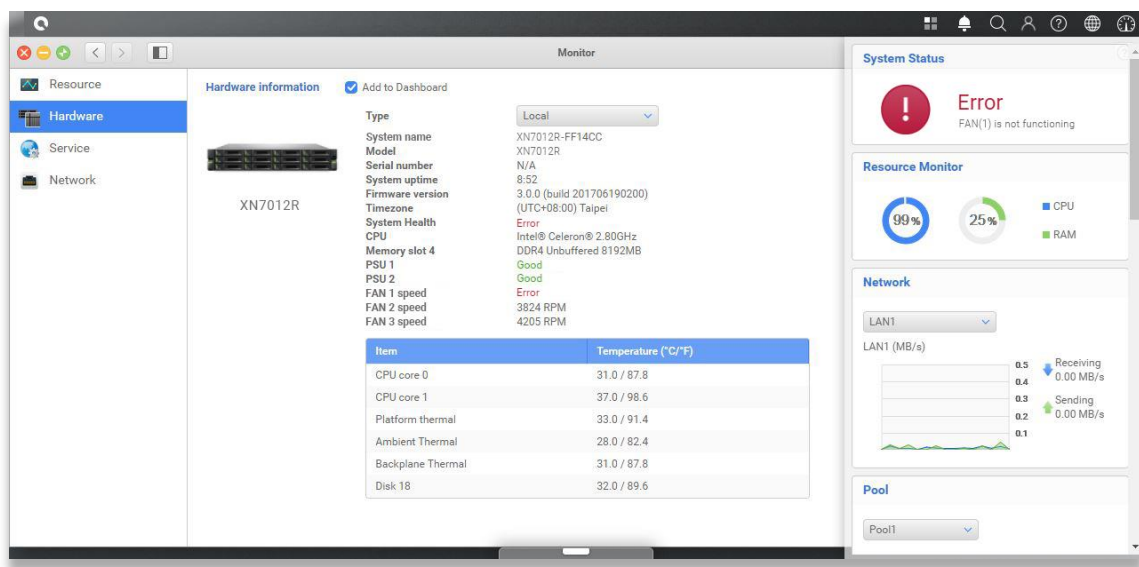 Monitor
Resource
Hardware
Service
Network
Hardware information
Add to Dashboard
XN7012R
Type Local
System name XN7012R-FF14CC
Model XN7012R
Serial number N/A
System uptime 8:52
Firmware version 3.0.0 (build 201706190200)
Timezone (UTC+08:00) Taipei
System Health Error
CPU Intel® Celeron® 2.80GHz
Memory slot 4 DDR4 Unbuffered 8192MB
PSU 1 Good
PSU 2 Good
FAN 1 speed Error
FAN 2 speed 3824 RPM
FAN 3 speed 4205 RPM
Item Temperature (°C/°F)
CPU core 0 31.0 / 87.8
CPU core 1 37.0 / 98.6
Platform thermal 33.0 / 91.4
Ambient Thermal 28.0 / 82.4
Backplane Thermal 31.0 / 87.8
Disk 18 32.0 / 89.6
System Status
Error
FAN(1) is not functioning
Resource Monitor
99%
25%
CPU
RAM
Network
LAN1
LAN1 (MB/s)
0.5
0.4
0.3
0.2
0.1
Receiving
0.00 MB/s
Sending
0.00 MB/s
Pool
Pool1